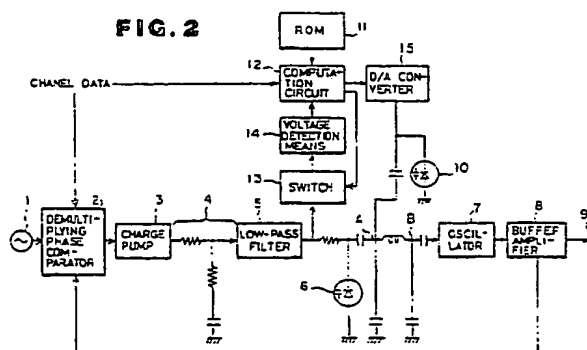 FIG. 2
ROM
11
15
12
COMPUTA-
TION
CIRCUIT
D/A CON-
VERTER
CHANEL DATA
14
VOLTAGE
DETECTION
MEANS
10
13
SWITCH
1
2
3
4
5
4
B
7
8
9
DEMULTI-
PLYING
PHASE
COM-
PARATOR
CHARGE
PUMP
LOW-PASS
FILTER
OSCIL-
LATOR
BUFFER
AMPLI-
FIER
6